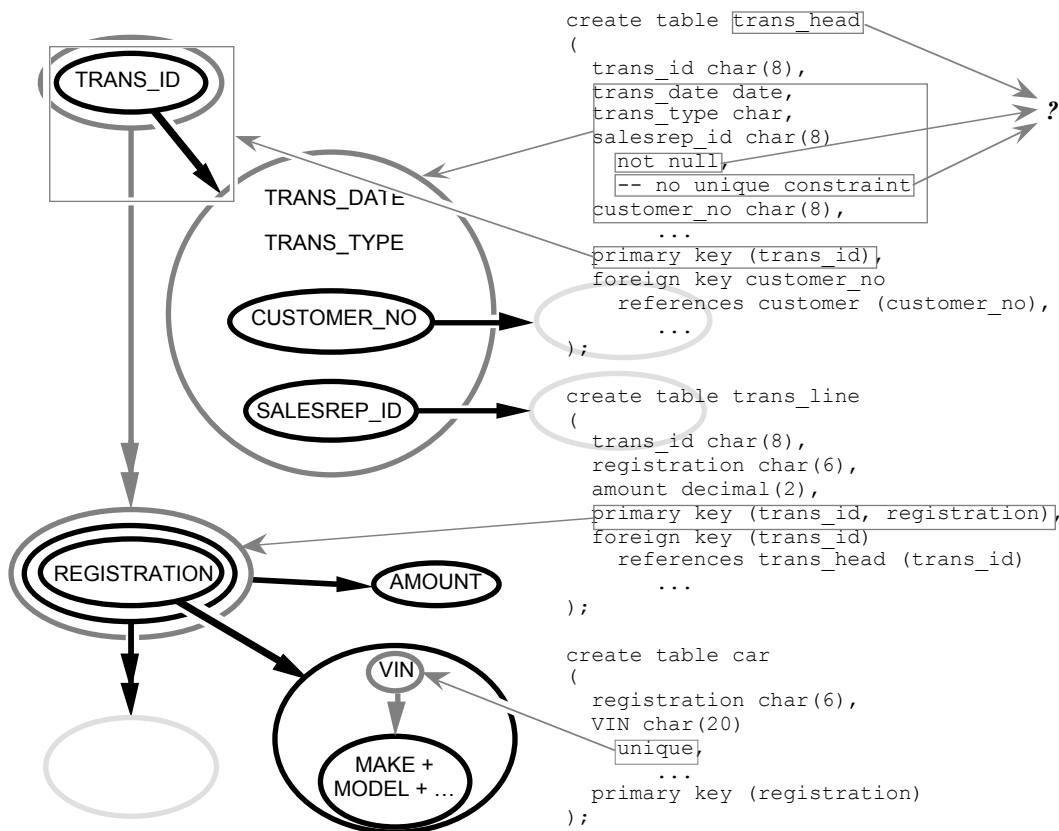 TRANS_ID
TRANS_DATE
TRANS_TYPE
CUSTOMER_NO
SALESREP_ID
REGISTRATION
AMOUNT
VIN
MAKE +
MODEL + …
create table trans_head
(
trans_id char(8),
trans_date date,
trans_type char,
salesrep_id char(8)
not null,
-- no unique constraint
customer_no char(8),
...
primary key (trans_id),
foreign key customer_no
references customer (customer_no),
...
);
?
create table trans_line
(
trans_id char(8),
registration char(6),
amount decimal(2),
primary key (trans_id, registration),
foreign key (trans_id)
references trans_head (trans_id)
...
);
create table car
(
registration char(6),
VIN char(20)
unique,
...
primary key (registration)
);